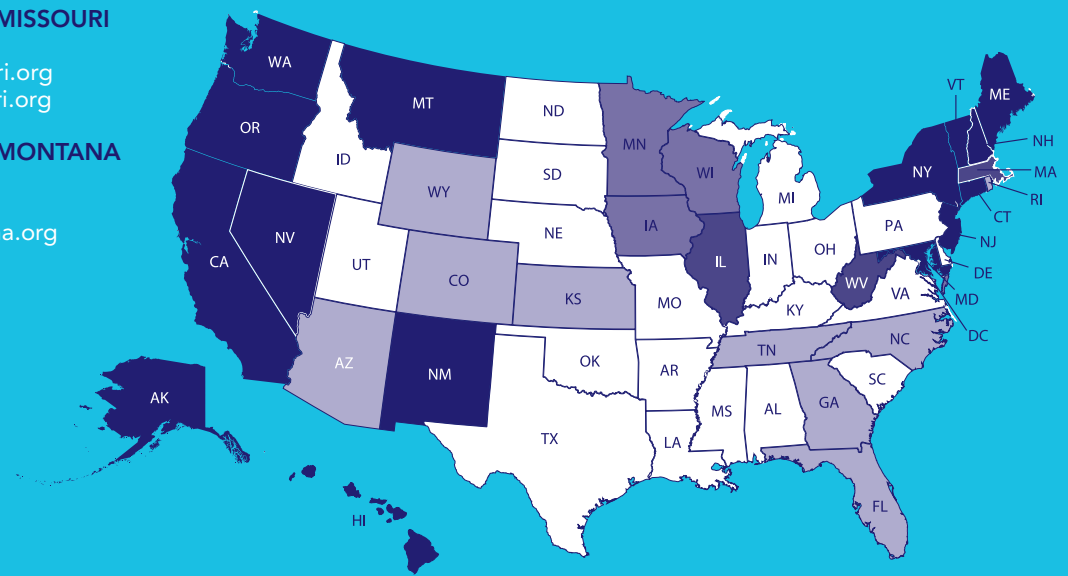 MISSOURI
ri.org
ri.org
MONTANA
a.org
WA
MT
ND
MN
VT
ME
OR
ID
SD
WI
NY
NH
MA
RI
CT
WY
MI
NV
NE
IA
PA
NJ
CA
UT
CO
IL
IN
OH
DE
KS
MO
WV
VA
MD
KY
DC
AZ
NM
OK
TN
NC
AR
SC
AK
TX
MS
AL
GA
LA
HI
FL